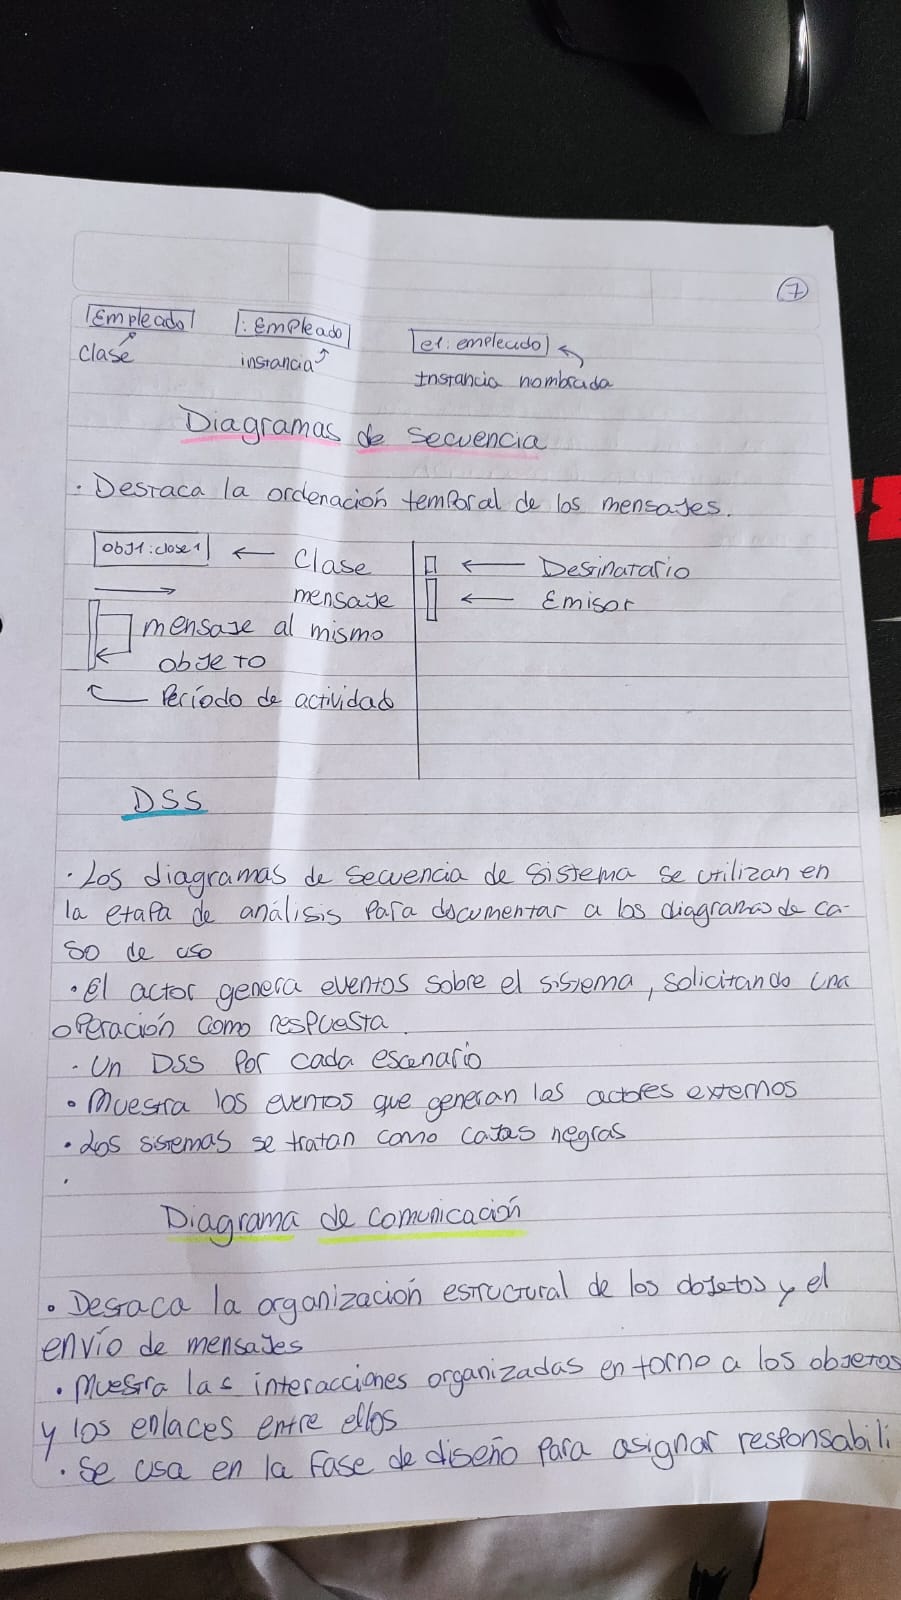 7
Empleado :Empleado e1:empleado
Clase instancia Instancia nombrada
Diagramas de secuencia
· Destaca la ordenación temporal de los mensajes.
obj1:clase1 ← Clase ← Desinatario
→ mensaje ← Emisor
mensaje al mismo
objeto
Período de actividad
DSS
· Los diagramas de secuencia de sistema se utilizan en
la etapa de análisis para documentar a los diagramas de ca-
so de uso
· el actor genera eventos sobre el sistema, solicitando una
operación como respuesta.
· Un DSS por cada escenario
· Muestra los eventos que generan los actores externos
· Los sistemas se tratan como cajas negras
·
Diagrama de comunicación
· Destaca la organización estructural de los objetos y el
envío de mensajes
· Muestra las interacciones organizadas en torno a los objetos
y los enlaces entre ellos
· Se usa en la fase de diseño para asignar responsabili